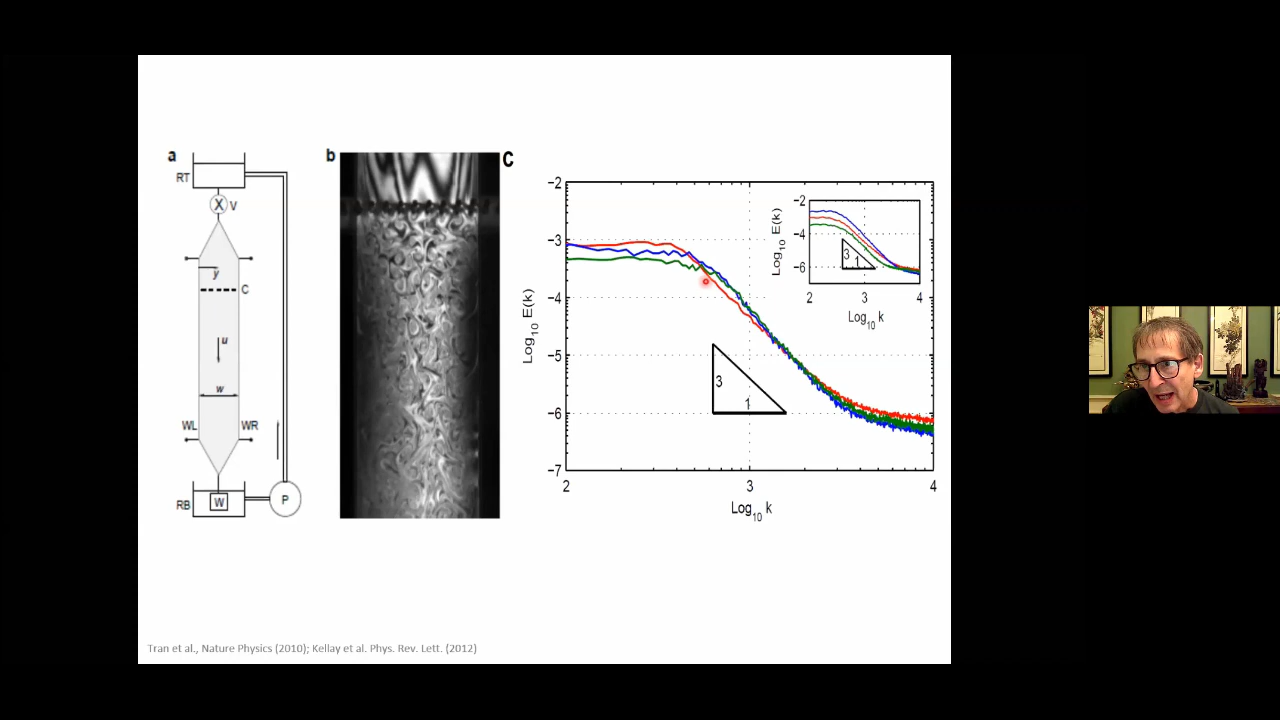 a
RT
V
y
C
u
w
WL
WR
RB
W
P
b
c
Log10 E(k)
−2
−3
−4
−5
−6
−7
2
3
4
Log10 k
3
1
Log10 E(k)
−2
−4
−6
2
3
4
Log10 k
3
1
Tran et al., Nature Physics (2010); Kellay et al. Phys. Rev. Lett. (2012)